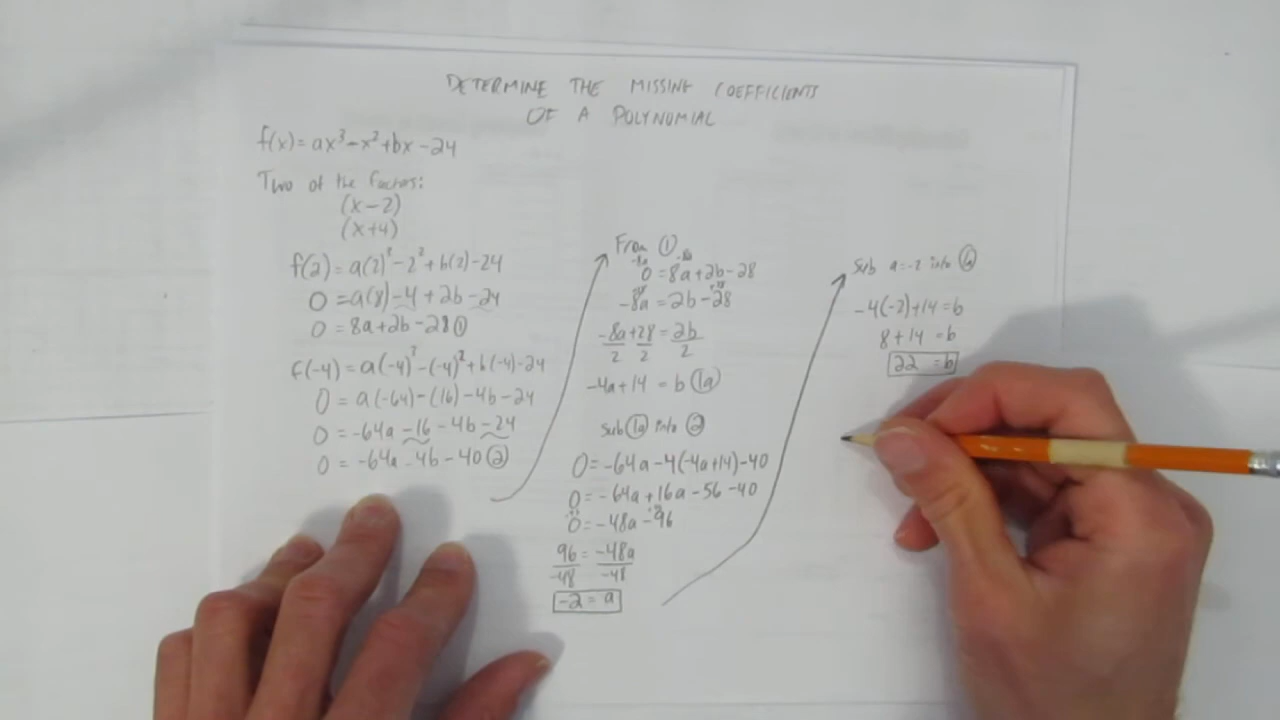 DETERMINE THE MISSING COEFFICIENTS
OF A POLYNOMIAL
f(x) = ax³ - x² + bx - 24
Two of the factors:
(x-2)
(x+4)
f(2) = a(2)³ - 2² + b(2) - 24
0 = a(8) - 4 + 2b - 24
0 = 8a + 2b - 28 ①
f(-4) = a(-4)³ - (-4)² + b(-4) - 24
0 = a(-64) - (16) - 4b - 24
0 = -64a - 16 - 4b - 24
0 = -64a - 4b - 40 ②
From ①
-8a -8a
0 = 8a + 2b - 28
+28 +28
-8a = 2b - 28
-8a + 28 = 2b
2 2 2
-4a + 14 = b (1a)
sub (1a) into ②
0 = -64a - 4(-4a + 14) - 40
0 = -64a + 16a - 56 - 40
0 = -48a - 96
96 = -48a
-48 -48
-2 = a
Sub a = -2 into (1a)
-4(-2) + 14 = b
8 + 14 = b
22 = b